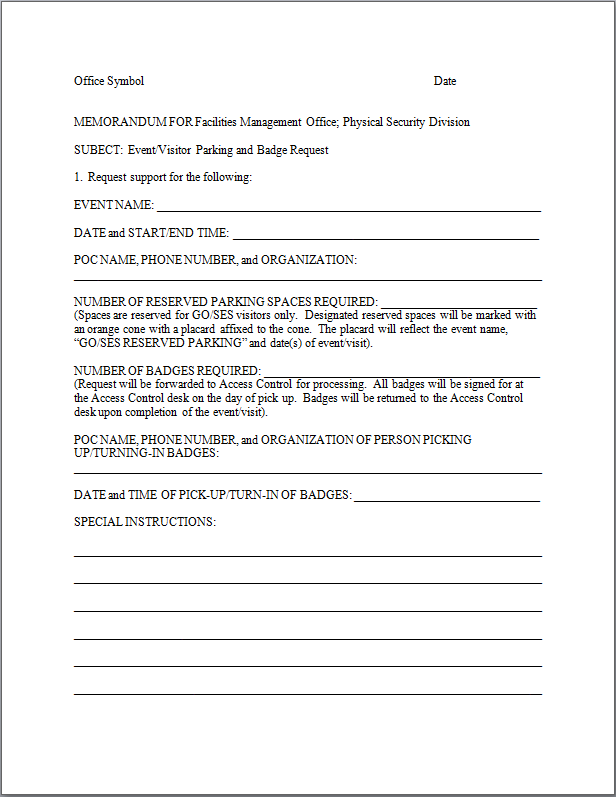 Office Symbol Date
MEMORANDUM FOR Facilities Management Office; Physical Security Division
SUBECT: Event/Visitor Parking and Badge Request
1. Request support for the following:
EVENT NAME:
DATE and START/END TIME:
POC NAME, PHONE NUMBER, and ORGANIZATION:
NUMBER OF RESERVED PARKING SPACES REQUIRED:
(Spaces are reserved for GO/SES visitors only. Designated reserved spaces will be marked with
an orange cone with a placard affixed to the cone. The placard will reflect the event name,
“GO/SES RESERVED PARKING” and date(s) of event/visit).
NUMBER OF BADGES REQUIRED:
(Request will be forwarded to Access Control for processing. All badges will be signed for at
the Access Control desk on the day of pick up. Badges will be returned to the Access Control
desk upon completion of the event/visit).
POC NAME, PHONE NUMBER, and ORGANIZATION OF PERSON PICKING
UP/TURNING-IN BADGES:
DATE and TIME OF PICK-UP/TURN-IN OF BADGES:
SPECIAL INSTRUCTIONS: